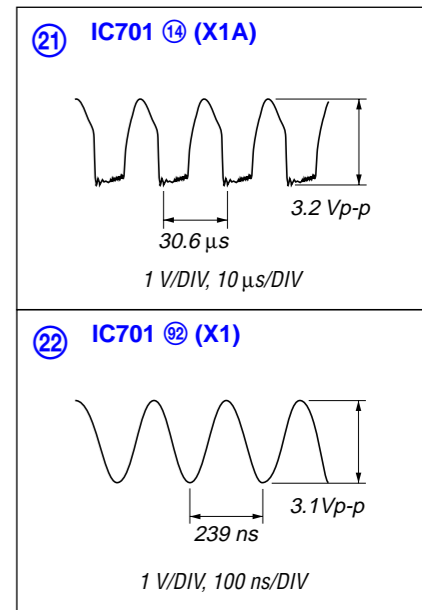 ㉑ IC701 ⑭ (X1A)
3.2 Vp-p
30.6 µs
1 V/DIV, 10 µs/DIV
㉒ IC701 �92 (X1)
3.1Vp-p
239 ns
1 V/DIV, 100 ns/DIV